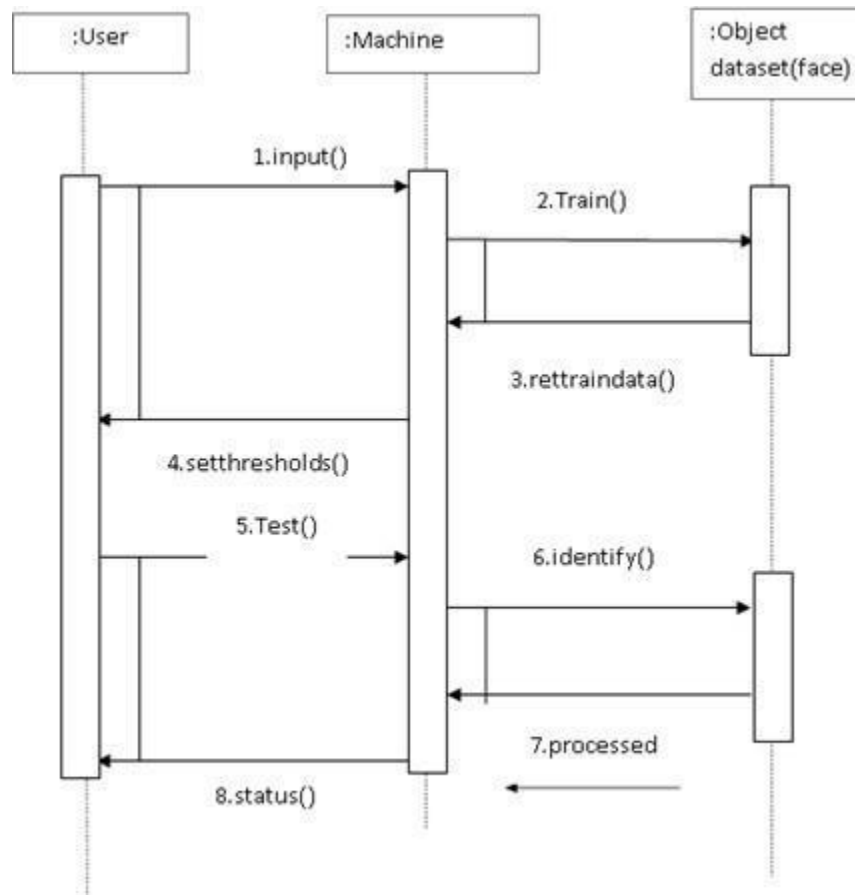 :User
:Machine
:Object
dataset(face)
1.input()
2.Train()
3.rettraindata()
4.setthresholds()
5.Test()
6.identify()
7.processed
8.status()